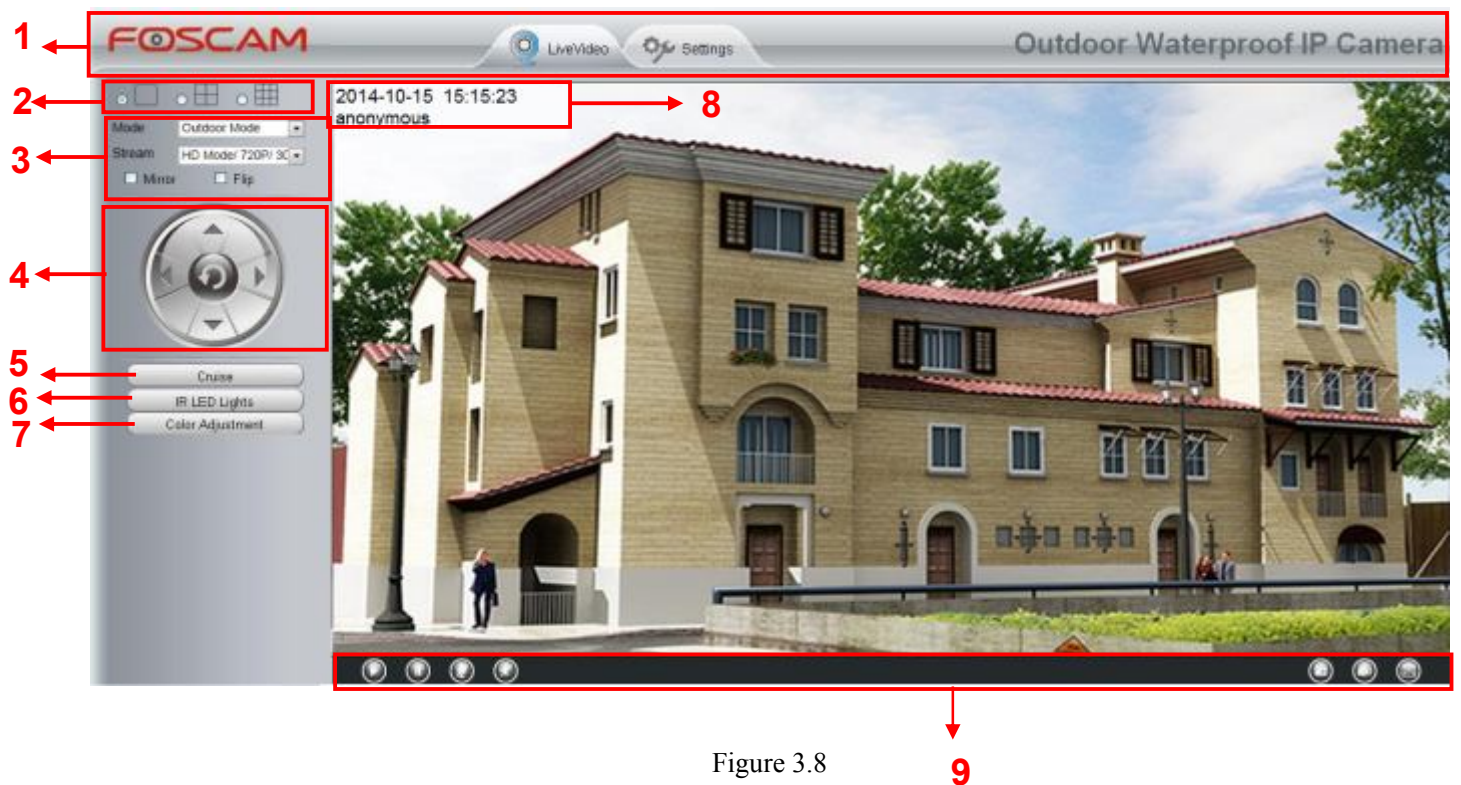 1
FOSCAM
LiveVideo
Settings
Outdoor Waterproof IP Camera
2
2014-10-15 15:15:23
anonymous
8
3
Mode
Outdoor Mode
Stream
HD Mode/ 720P/ 30
Mirror
Flip
4
5
Cruise
6
IR LED Lights
7
Color Adjustment
Figure 3.8
9